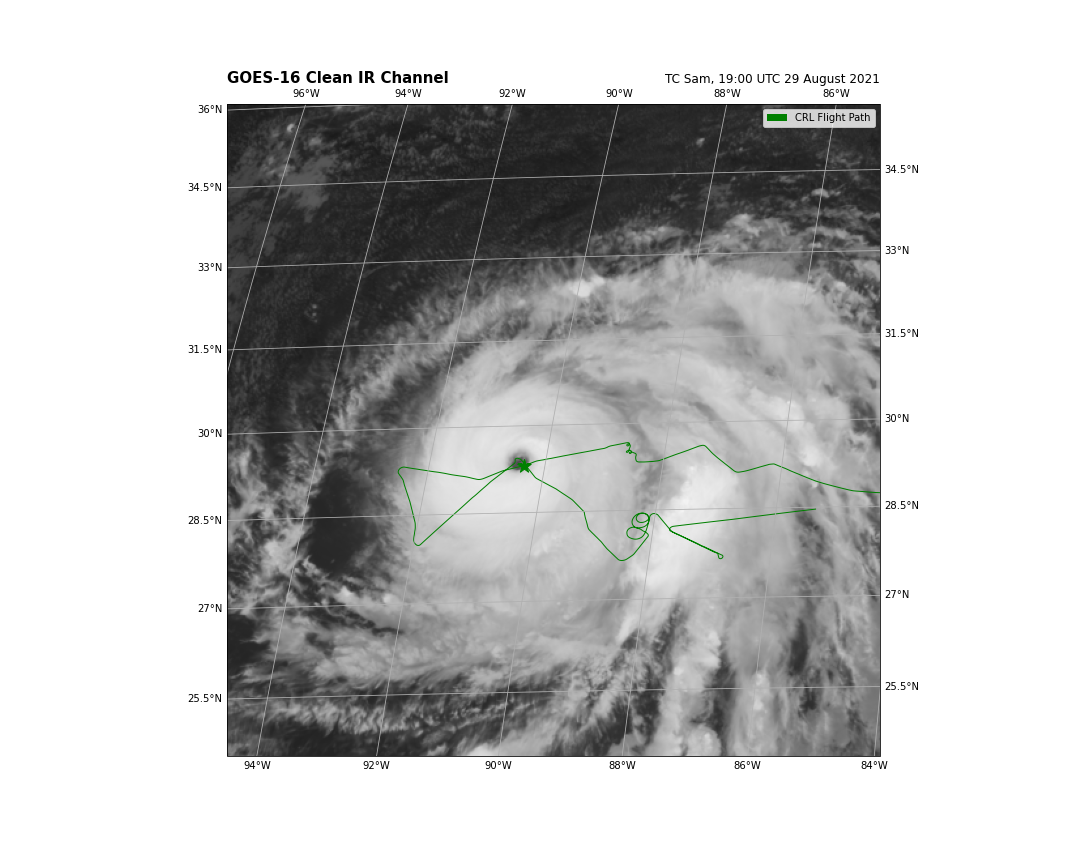 GOES-16 Clean IR Channel
TC Sam, 19:00 UTC 29 August 2021
96°W 94°W 92°W 90°W 88°W 86°W
CRL Flight Path
36°N
34.5°N 34.5°N
33°N 33°N
31.5°N 31.5°N
30°N 30°N
28.5°N 28.5°N
27°N 27°N
25.5°N 25.5°N
94°W 92°W 90°W 88°W 86°W 84°W